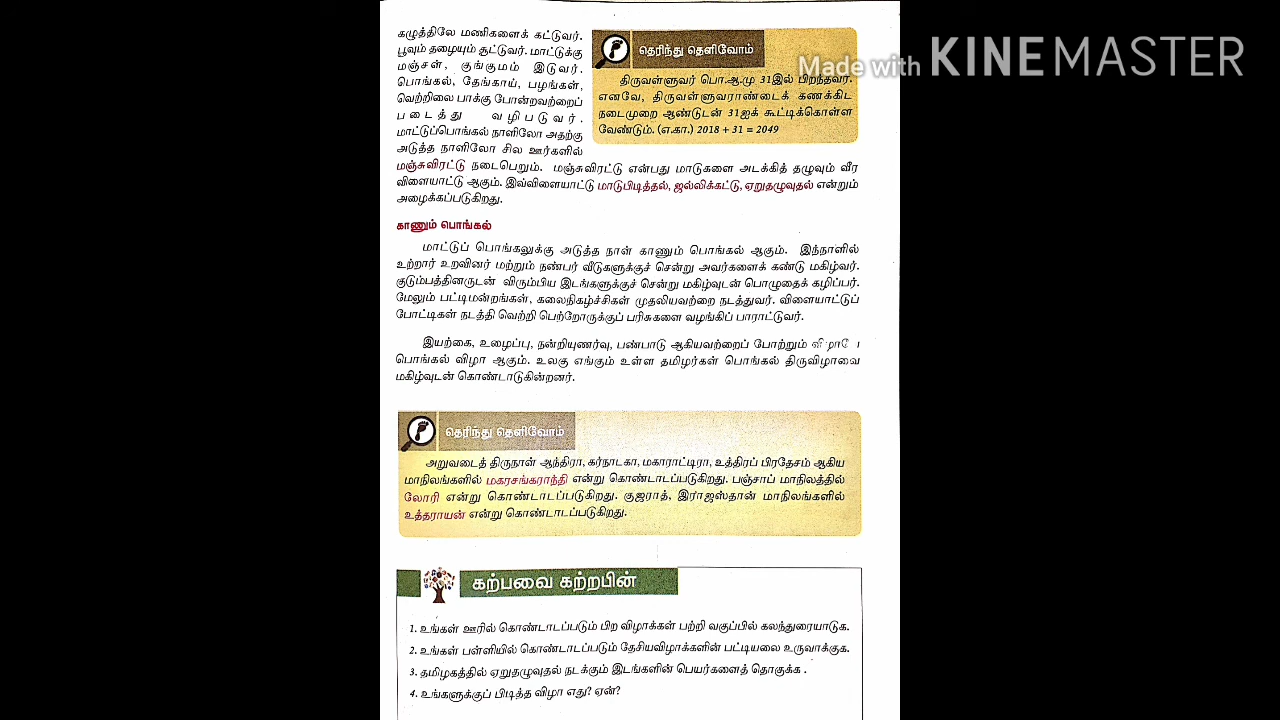 கழுத்திலே மணிகளைக் கட்டுவர்.
பூவும் தழையும் சூட்டுவர். மாட்டுக்கு
மஞ்சள், குங்குமம் இடுவர்.
பொங்கல், தேங்காய், பழங்கள்,
வெற்றிலை பாக்கு போன்றவற்றைப்
படைத்து வழிபடுவர்.
மாட்டுப்பொங்கல் நாளிலோ அதற்கு
அடுத்த நாளிலோ சில ஊர்களில்
மஞ்சுவிரட்டு நடைபெறும். மஞ்சுவிரட்டு என்பது மாடுகளை அடக்கித் தழுவும் வீர
விளையாட்டு ஆகும். இவ்விளையாட்டு மாடுபிடித்தல், ஜல்லிக்கட்டு, ஏறுதழுவுதல் என்றும்
அழைக்கப்படுகிறது.
தெரிந்து தெளிவோம்
திருவள்ளுவர் பொ.ஆ.மு 31இல் பிறந்தவர்.
எனவே, திருவள்ளுவராண்டைக் கணக்கிட
நடைமுறை ஆண்டுடன் 31ஐக் கூட்டிக்கொள்ள
வேண்டும். (எ.கா.) 2018 + 31 = 2049
Made with KINEMASTER
காணும் பொங்கல்
மாட்டுப் பொங்கலுக்கு அடுத்த நாள் காணும் பொங்கல் ஆகும். இந்நாளில்
உற்றார் உறவினர் மற்றும் நண்பர் வீடுகளுக்குச் சென்று அவர்களைக் கண்டு மகிழ்வர்.
குடும்பத்தினருடன் விரும்பிய இடங்களுக்குச் சென்று மகிழ்வுடன் பொழுதைக் கழிப்பர்.
மேலும் பட்டிமன்றங்கள், கலைநிகழ்ச்சிகள் முதலியவற்றை நடத்துவர். விளையாட்டுப்
போட்டிகள் நடத்தி வெற்றி பெற்றோருக்குப் பரிசுகளை வழங்கிப் பாராட்டுவர்.
இயற்கை, உழைப்பு, நன்றியுணர்வு, பண்பாடு ஆகியவற்றைப் போற்றும்
பொங்கல் விழா ஆகும். உலகு எங்கும் உள்ள தமிழர்கள் பொங்கல் திருவிழாவை
மகிழ்வுடன் கொண்டாடுகின்றனர்.
தெரிந்து தெளிவோம்
அறுவடைத் திருநாள் ஆந்திரா, கர்நாடகா, மகாராட்டிரா, உத்திரப் பிரதேசம் ஆகிய
மாநிலங்களில் மகரசங்கராந்தி என்று கொண்டாடப்படுகிறது. பஞ்சாப் மாநிலத்தில்
லோரி என்று கொண்டாடப்படுகிறது. குஜராத், இராஜஸ்தான் மாநிலங்களில்
உத்தராயன் என்று கொண்டாடப்படுகிறது.
கற்பவை கற்றபின்
1. உங்கள் ஊரில் கொண்டாடப்படும் பிற விழாக்கள் பற்றி வகுப்பில் கலந்துரையாடுக.
2. உங்கள் பள்ளியில் கொண்டாடப்படும் தேசியவிழாக்களின் பட்டியலை உருவாக்குக.
3. தமிழகத்தில் ஏறுதழுவுதல் நடக்கும் இடங்களின் பெயர்களைத் தொகுக்க .
4. உங்களுக்குப் பிடித்த விழா எது? ஏன்?